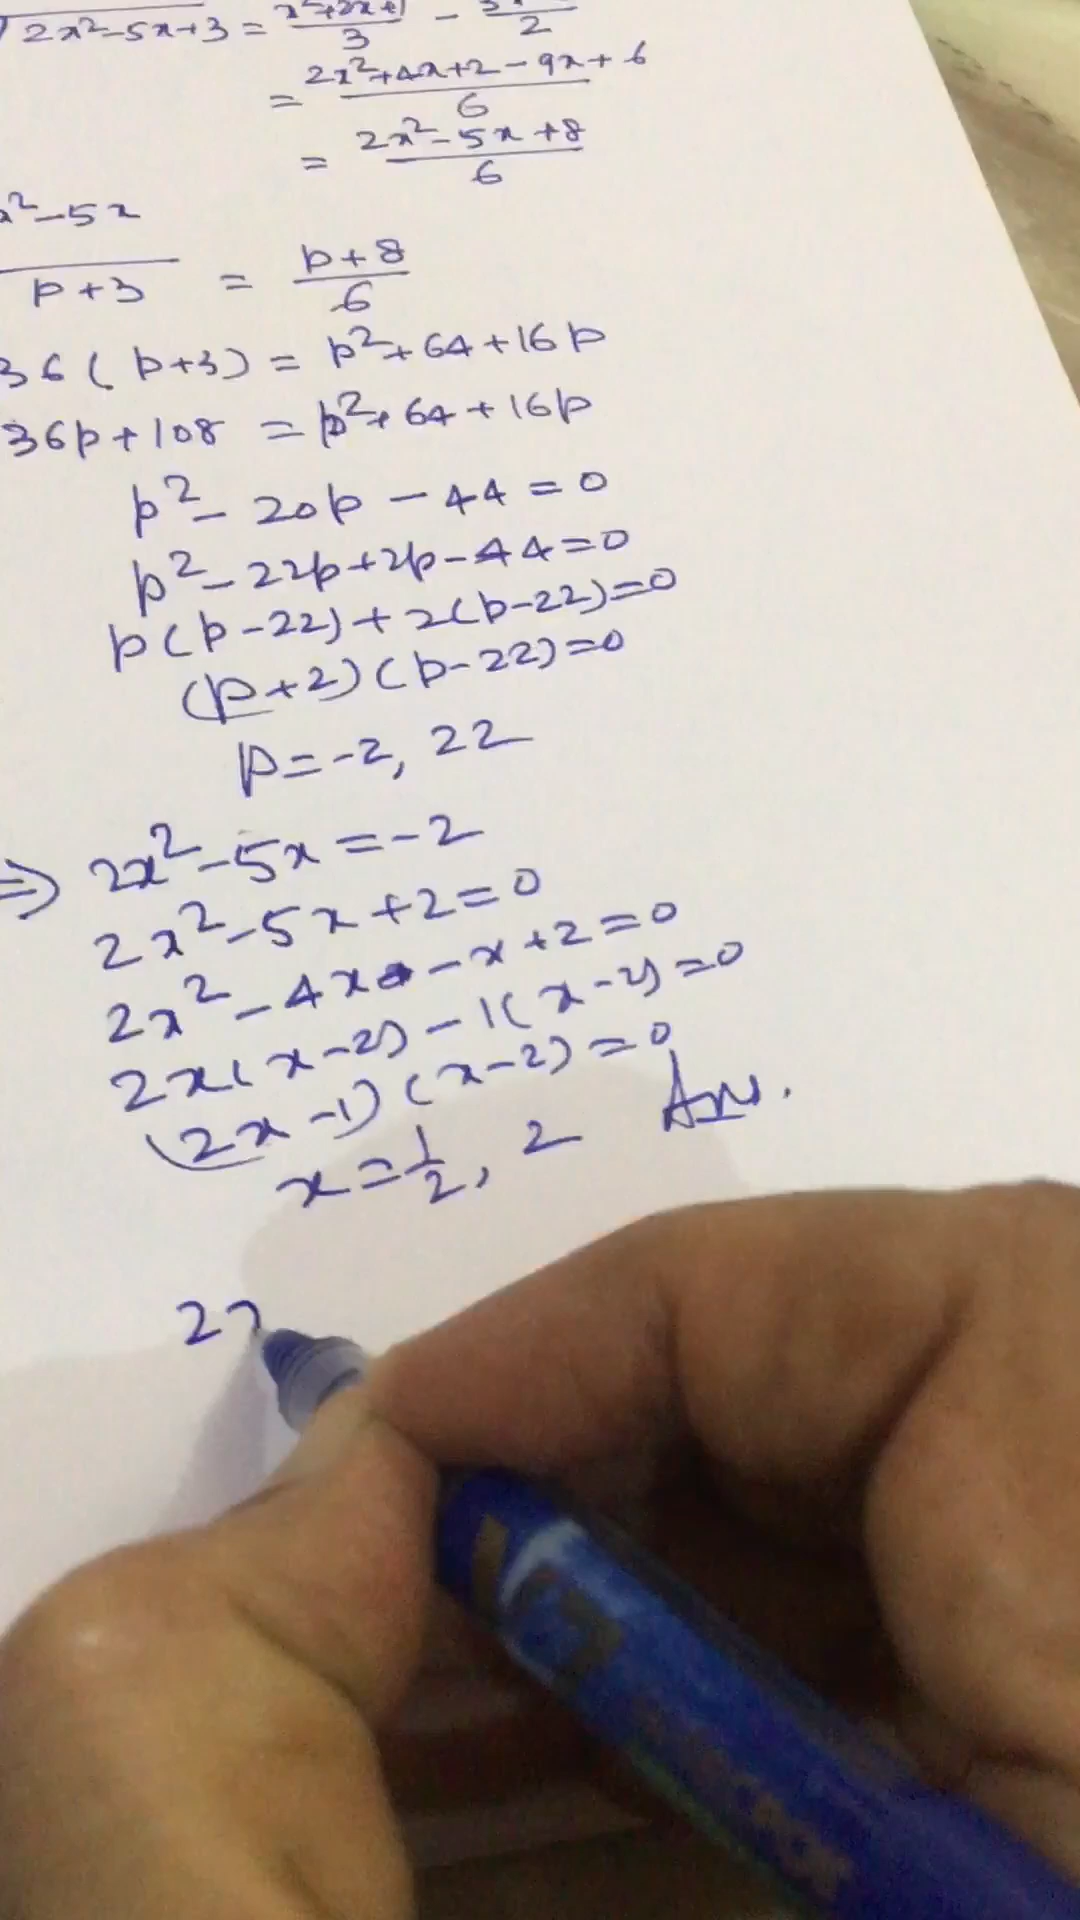 √2x²-5x+3 = x²+2x+1/3 - 3x/2
= 2x²+4x+2-9x+6/6
= 2x²-5x+8/6
x²-5x
p+3 = p+8/6
36(p+3) = p²+64+16p
36p+108 = p²+64+16p
p²-20p-44=0
p²-22p+2p-44=0
p(p-22)+2(p-22)=0
(p+2)(p-22)=0
p=-2, 22
⇒ 2x²-5x=-2
2x²-5x+2=0
2x²-4x-x+2=0
2x(x-2)-1(x-2)=0
(2x-1)(x-2)=0
x=1/2, 2 Ans.
22